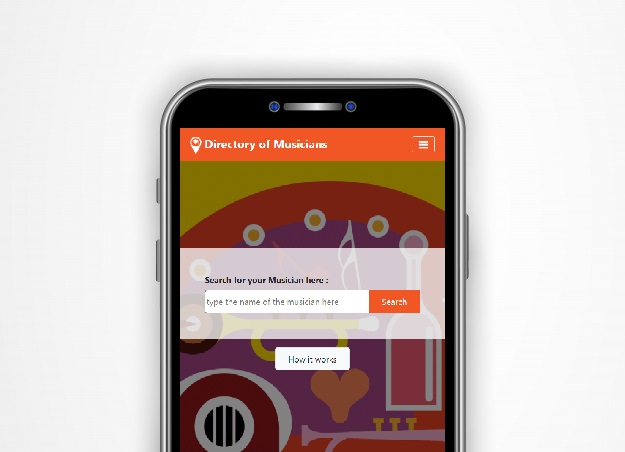 Directory of Musicians
Search for your Musician here :
type the name of the musician here
Search
How it works